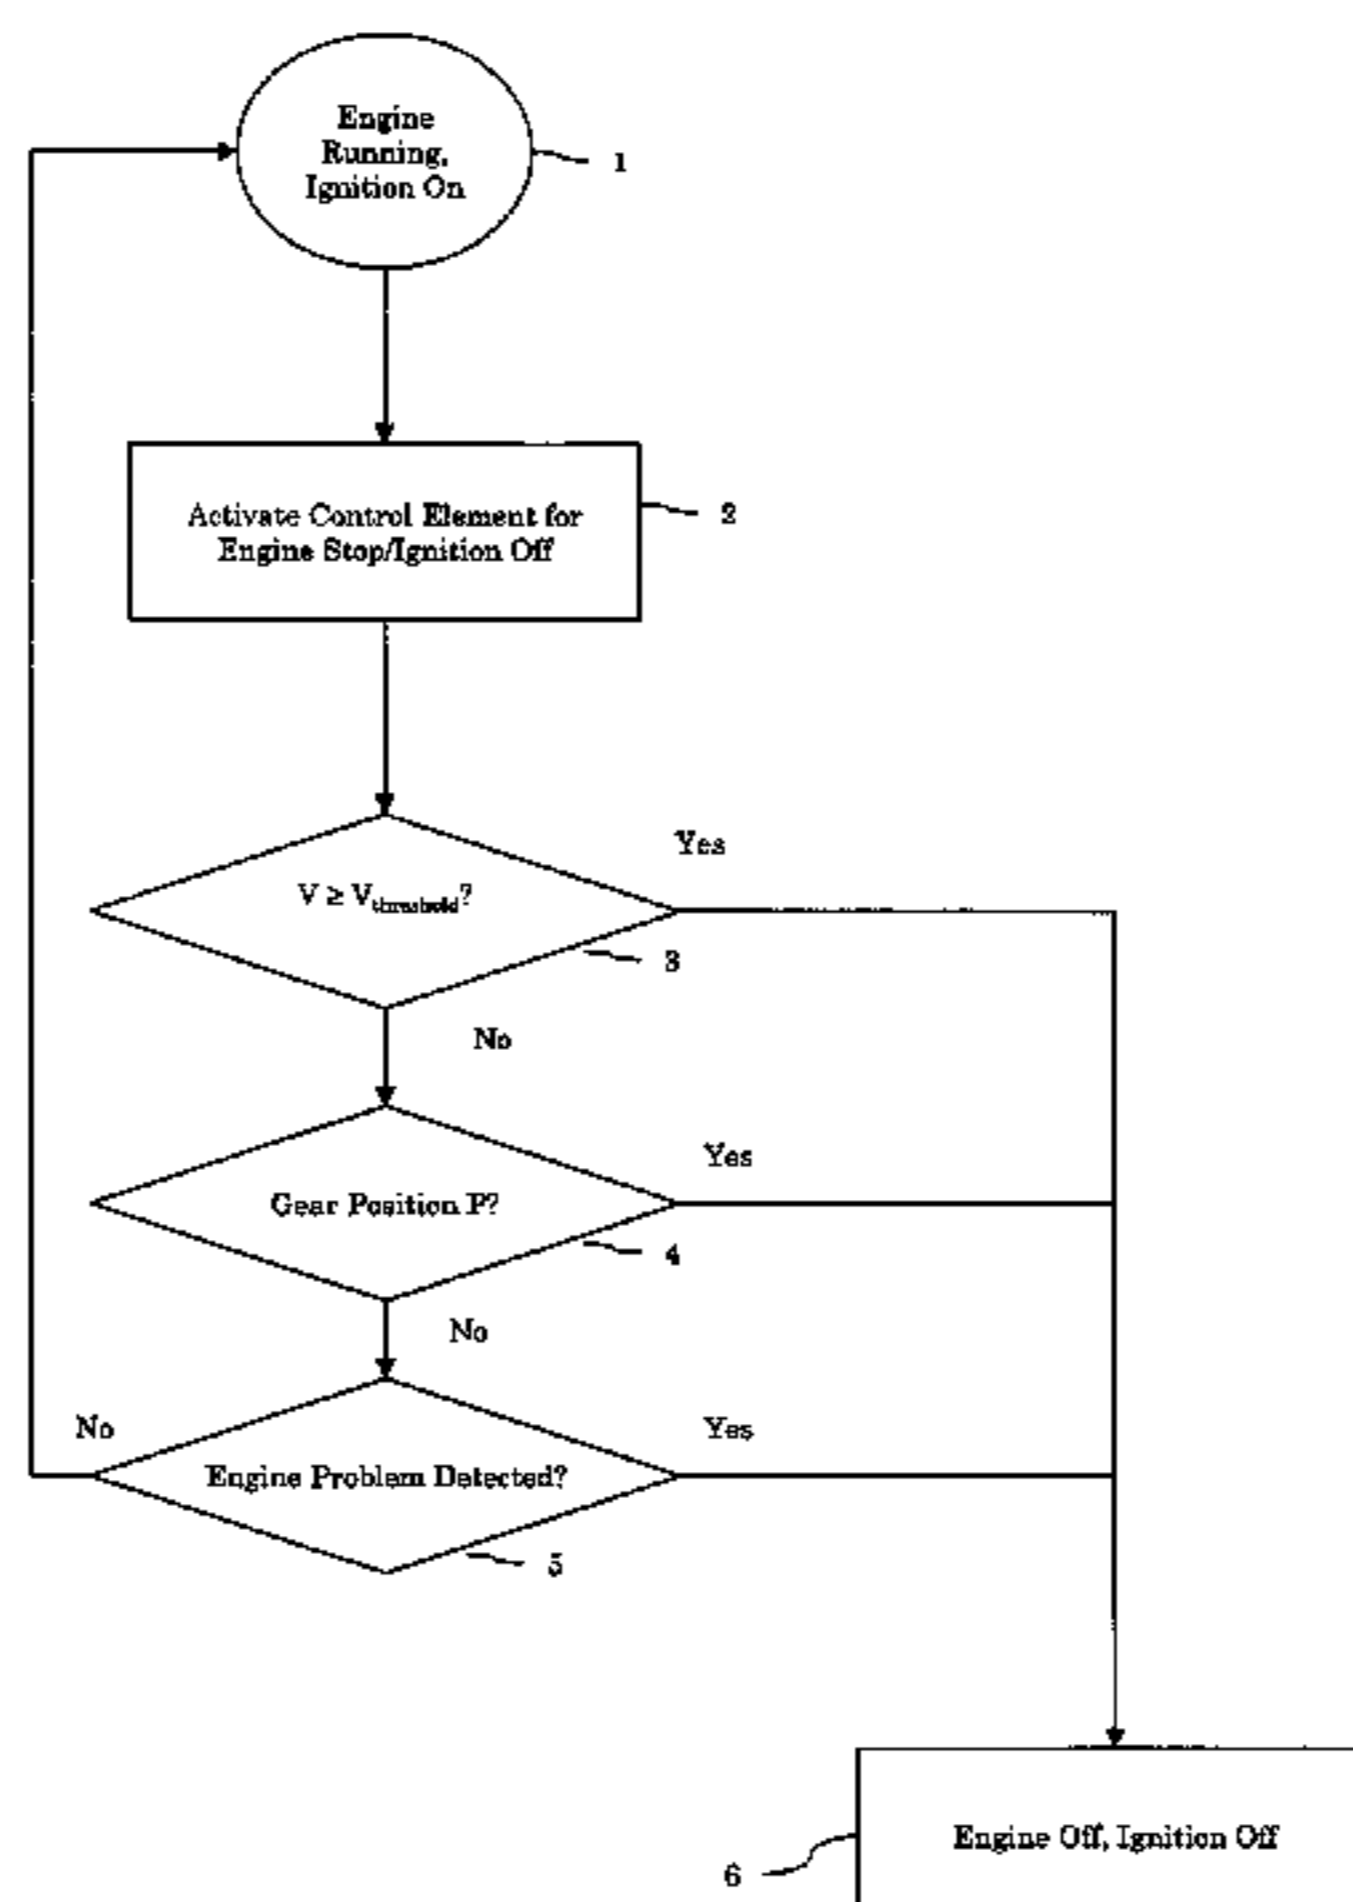 Engine
Running,
Ignition On
1
Activate Control Element for
Engine Stop/Ignition Off
2
Yes
V ≥ Vthreshold?
3
No
Yes
Gear Position P?
4
No
No
Yes
Engine Problem Detected?
5
Engine Off, Ignition Off
6